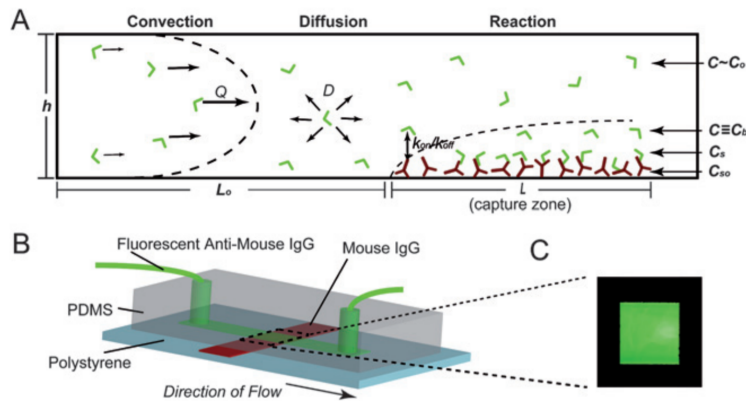 A
Convection Diffusion Reaction
h
Q
D
C~Co
kon/koff
C≡Cb
Cs
Cso
Lo
L
(capture zone)
B
C
Fluorescent Anti-Mouse IgG
Mouse IgG
PDMS
Polystyrene
Direction of Flow